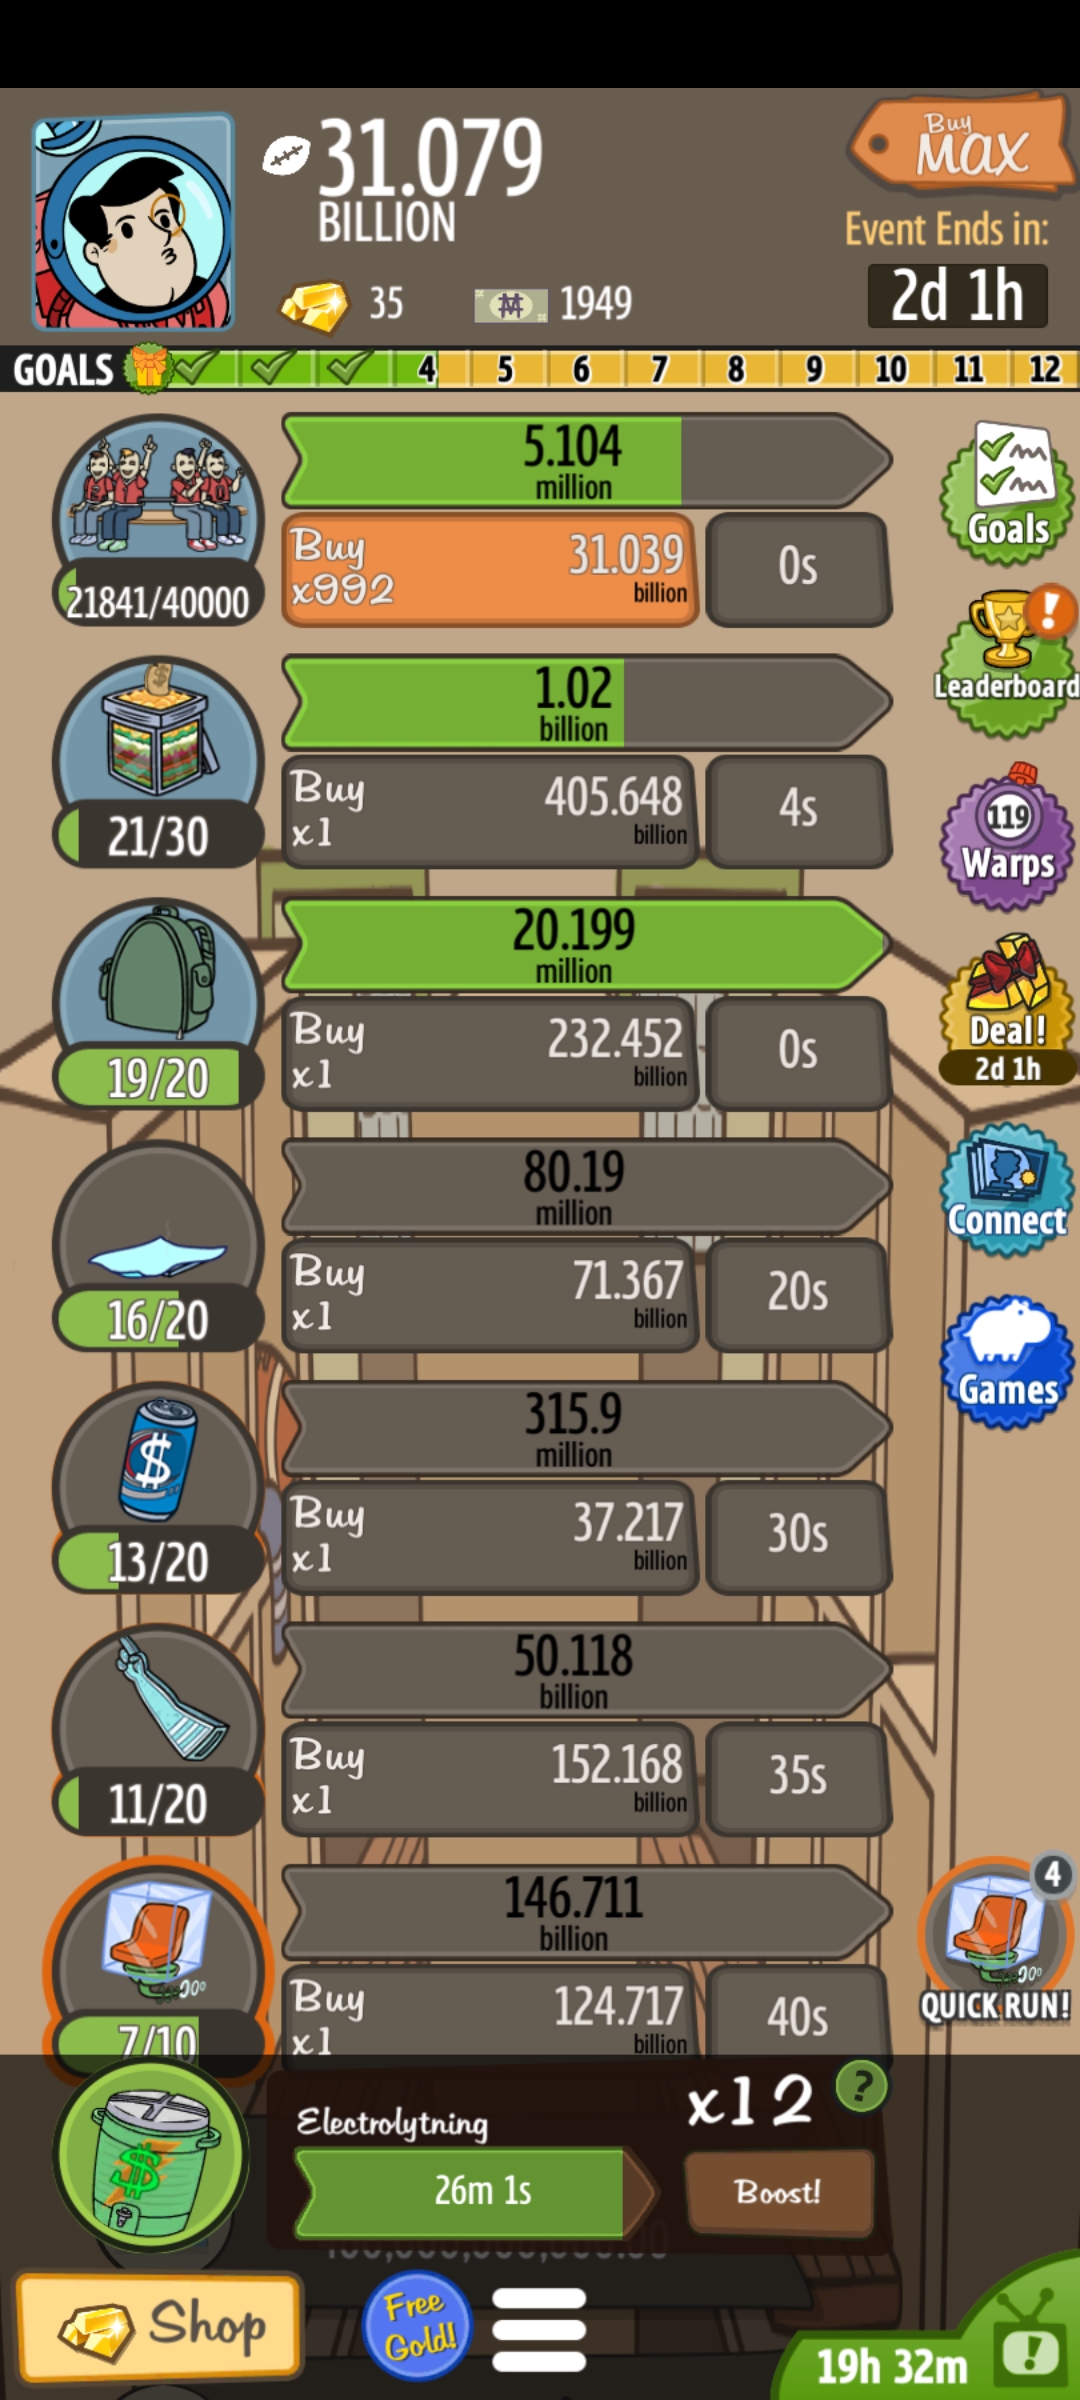 31.079
BILLION
Buy
MAX
Event Ends in:
2d 1h
35
1949
GOALS
4 5 6 7 8 9 10 11 12
5.104
million
Buy
x992
31.039
billion
0s
21841/40000
Goals
Leaderboard
1.02
billion
Buy
x1
405.648
billion
4s
21/30
119
Warps
20.199
million
Buy
x1
232.452
billion
0s
19/20
Deal!
2d 1h
80.19
million
Buy
x1
71.367
billion
20s
16/20
Connect
Games
315.9
million
Buy
x1
37.217
billion
30s
13/20
50.118
billion
Buy
x1
152.168
billion
35s
11/20
146.711
billion
Buy
x1
124.717
billion
40s
7/10
4
QUICK RUN!
Electrolytning
x12
?
26m 1s
Boost!
Shop
Free
Gold!
19h 32m